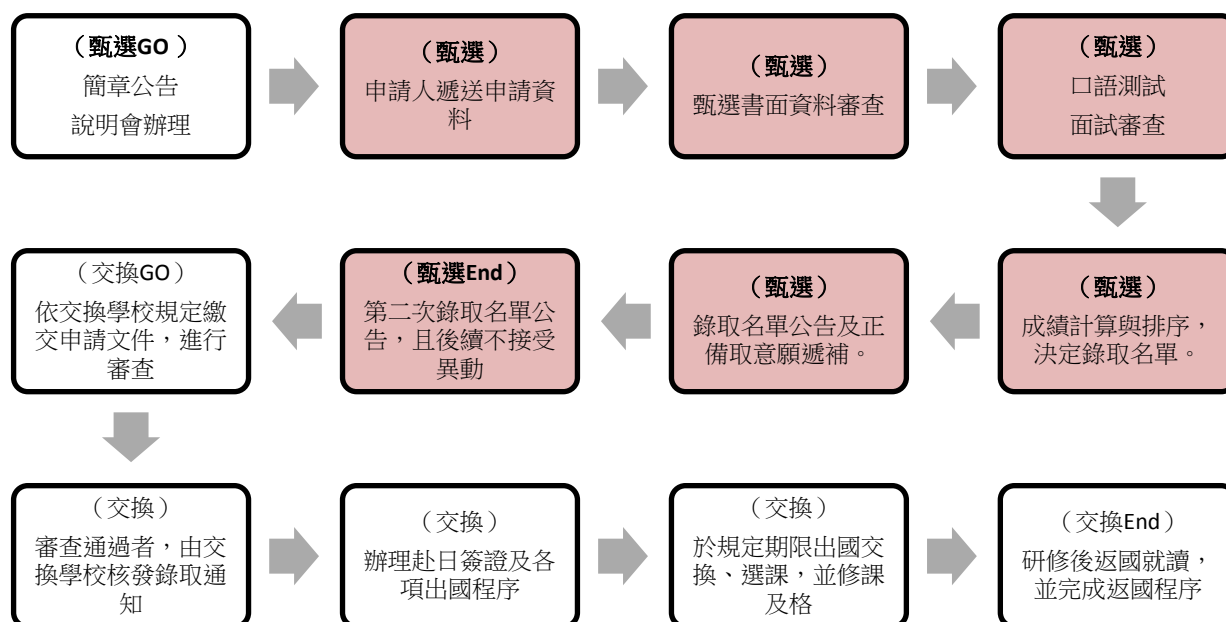 （甄選GO）
簡章公告
說明會辦理
（甄選）
申請人遞送申請資
料
（甄選）
甄選書面資料審查
（甄選）
口語測試
面試審查
（甄選）
成績計算與排序，
決定錄取名單。
（甄選）
錄取名單公告及正
備取意願遞補。
（甄選End）
第二次錄取名單公
告，且後續不接受
異動
（交換GO）
依交換學校規定繳
交申請文件，進行
審查
（交換）
審查通過者，由交
換學校核發錄取通
知
（交換）
辦理赴日簽證及各
項出國程序
（交換）
於規定期限出國交
換、選課，並修課
及格
（交換End）
研修後返國就讀，
並完成返國程序